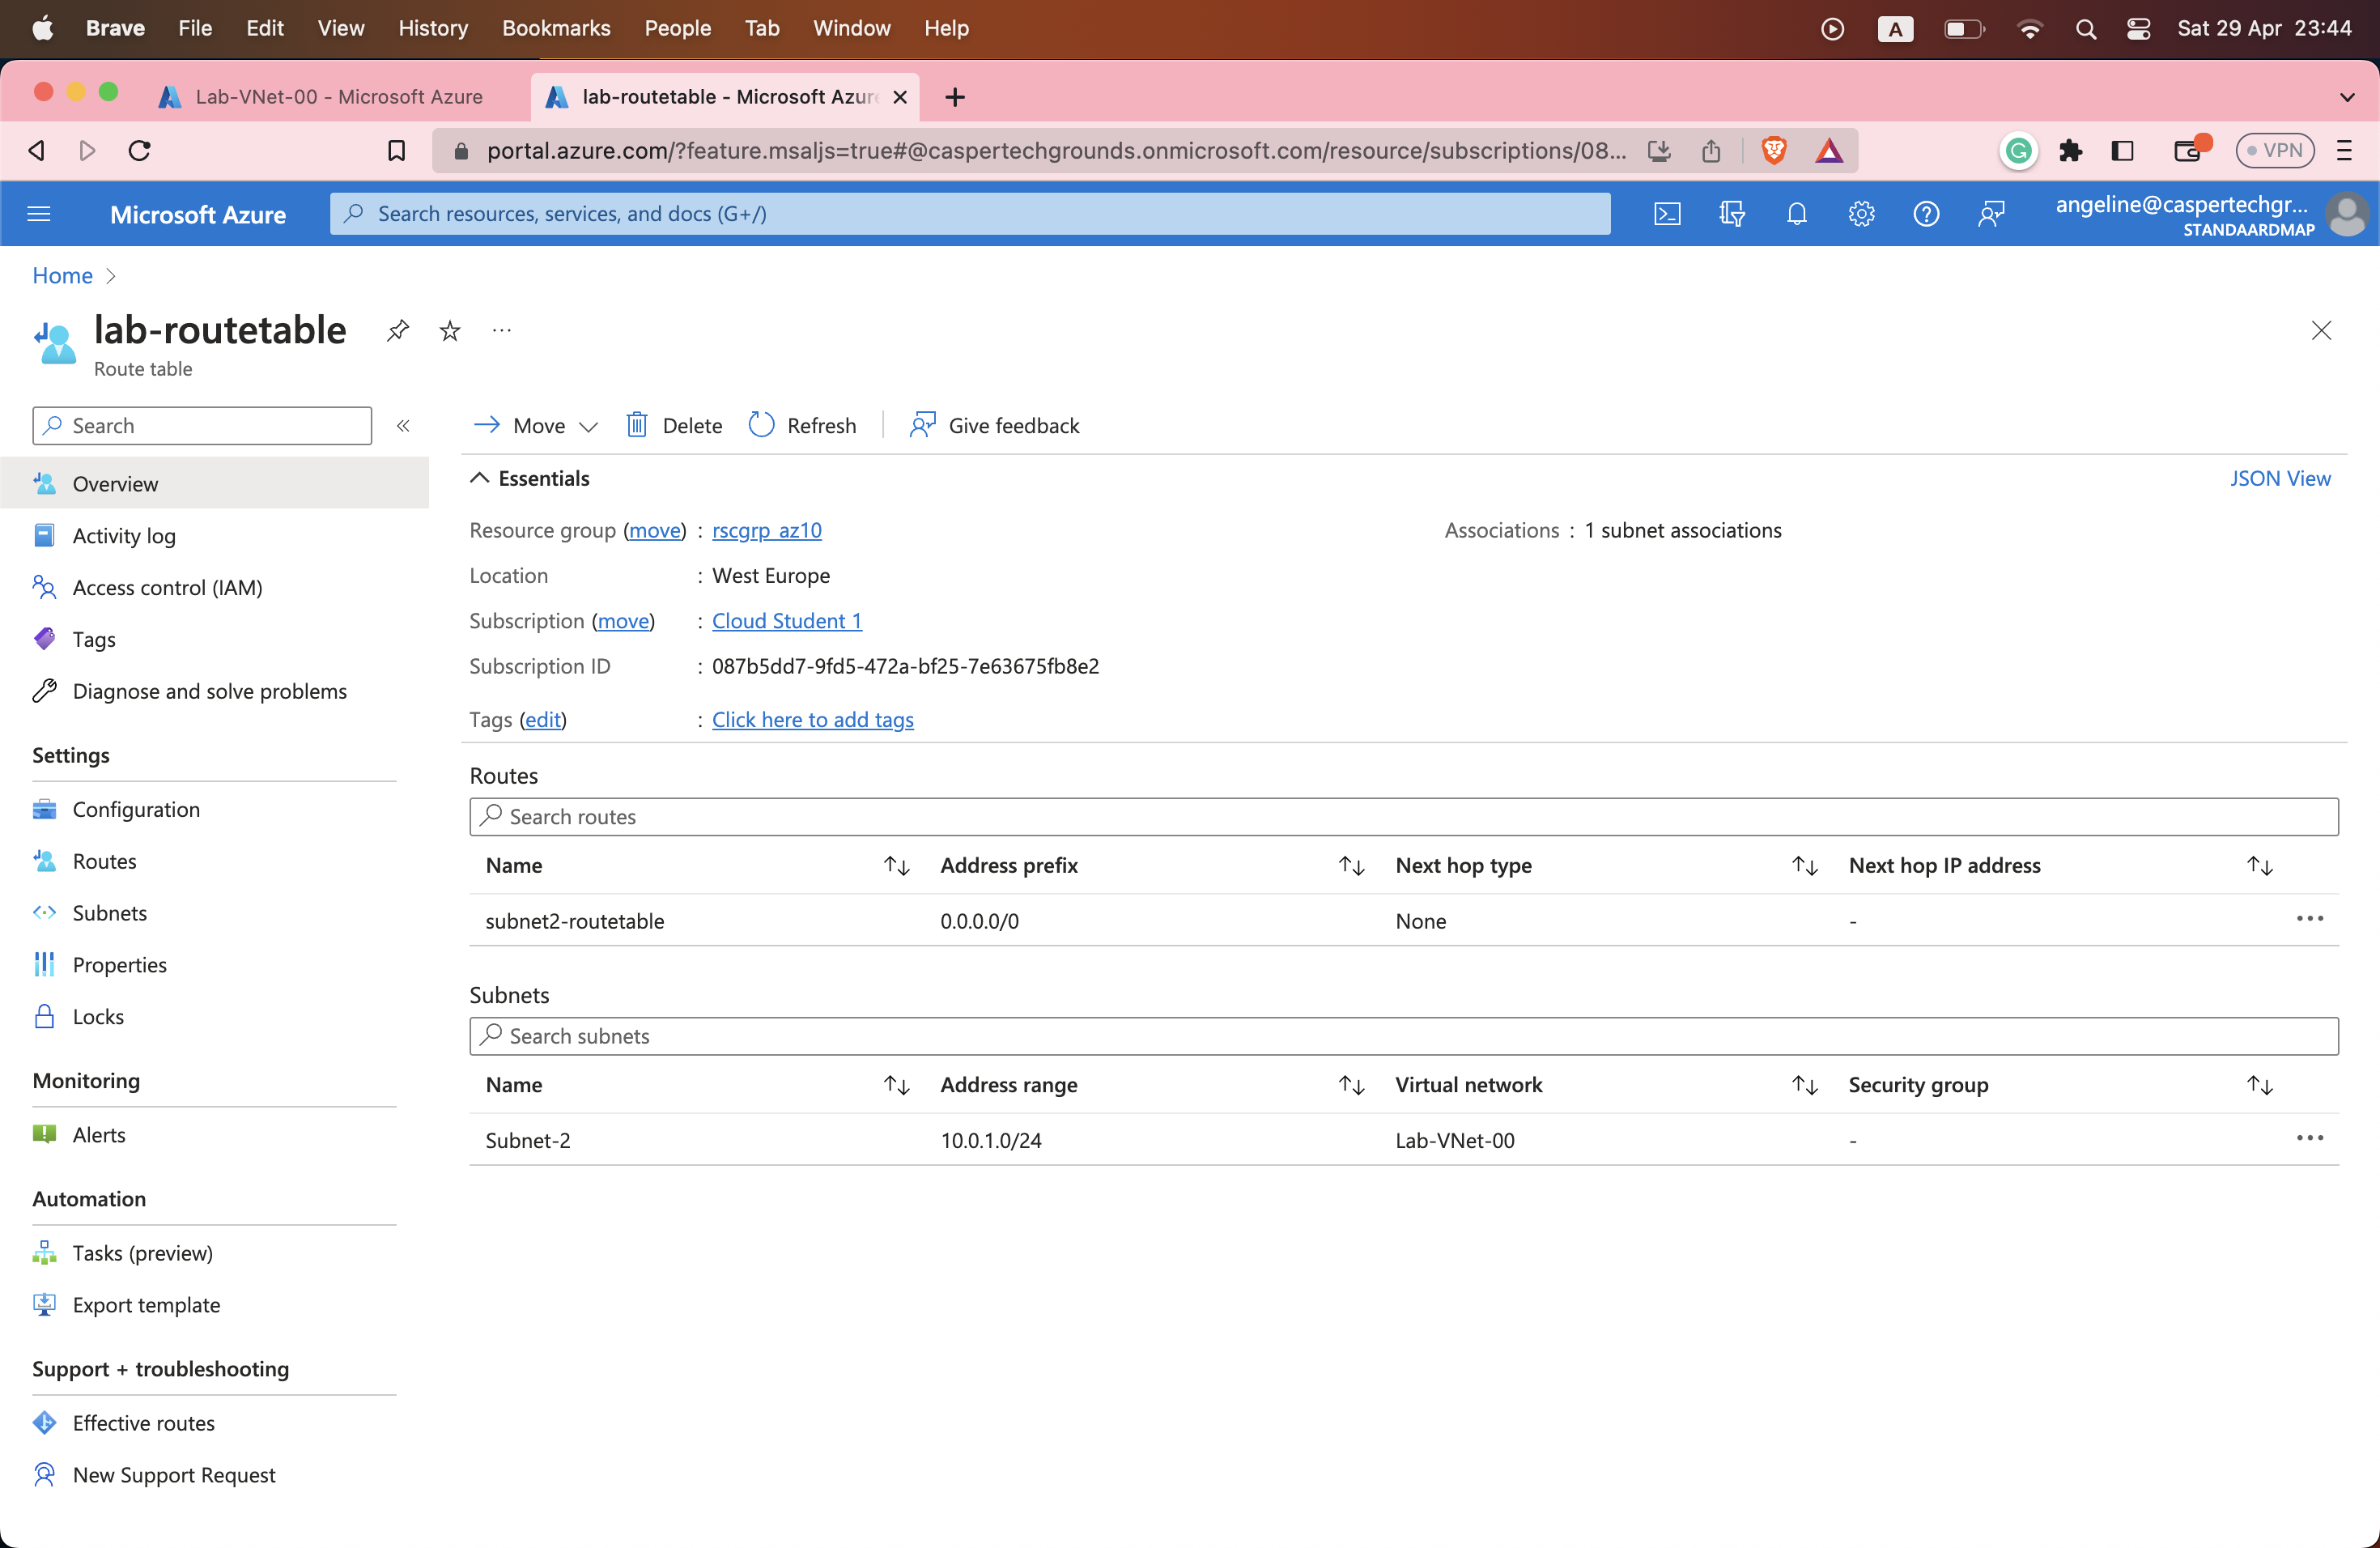 Brave File Edit View History Bookmarks People Tab Window Help A Sat 29 Apr 23:44
Lab-VNet-00 - Microsoft Azure lab-routetable - Microsoft Azur
portal.azure.com/?feature.msaljs=true#@caspertechgrounds.onmicrosoft.com/resource/subscriptions/08... G VPN
Microsoft Azure Search resources, services, and docs (G+/) angeline@caspertechgr...
STANDAARDMAP
Home
lab-routetable ...
Route table
Search Move Delete Refresh Give feedback
Essentials JSON View
Resource group (move) : rscgrp_az10 Associations : 1 subnet associations
Location : West Europe
Subscription (move) : Cloud Student 1
Subscription ID : 087b5dd7-9fd5-472a-bf25-7e63675fb8e2
Tags (edit) : Click here to add tags
Overview
Activity log
Access control (IAM)
Tags
Diagnose and solve problems
Settings
Configuration
Routes
Subnets
Properties
Locks
Monitoring
Alerts
Automation
Tasks (preview)
Export template
Support + troubleshooting
Effective routes
New Support Request
Routes
Search routes
Name Address prefix Next hop type Next hop IP address
subnet2-routetable 0.0.0.0/0 None -
Subnets
Search subnets
Name Address range Virtual network Security group
Subnet-2 10.0.1.0/24 Lab-VNet-00 -